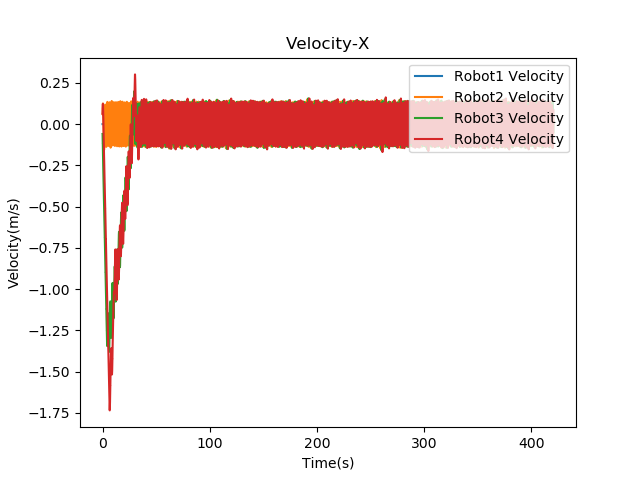 Velocity-X
Robot1 Velocity
Robot2 Velocity
Robot3 Velocity
Robot4 Velocity
Velocity(m/s)
0.25
0.00
−0.25
−0.50
−0.75
−1.00
−1.25
−1.50
−1.75
0 100 200 300 400
Time(s)